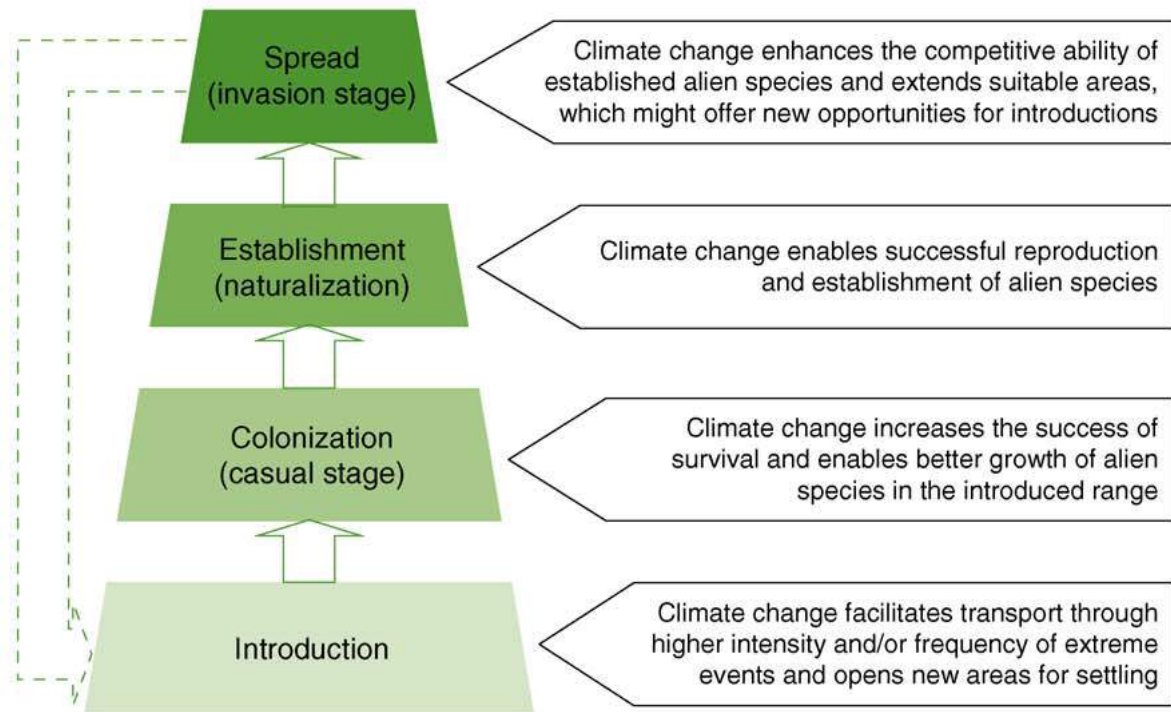 Spread
(invasion stage)
Climate change enhances the competitive ability of
established alien species and extends suitable areas,
which might offer new opportunities for introductions
Establishment
(naturalization)
Climate change enables successful reproduction
and establishment of alien species
Colonization
(casual stage)
Climate change increases the success of
survival and enables better growth of alien
species in the introduced range
Introduction
Climate change facilitates transport through
higher intensity and/or frequency of extreme
events and opens new areas for settling